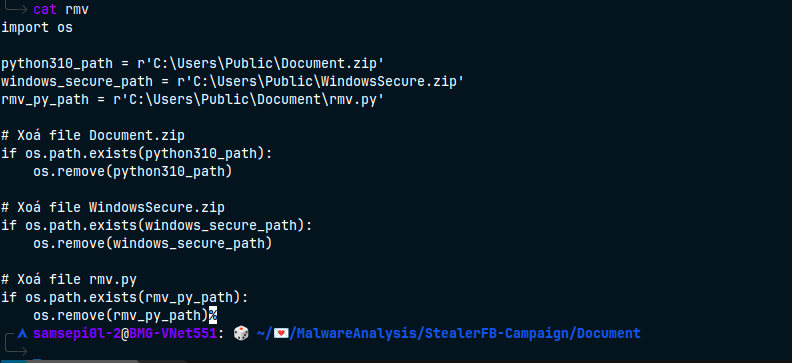 cat rmv
import os

python310_path = r'C:\Users\Public\Document.zip'
windows_secure_path = r'C:\Users\Public\WindowsSecure.zip'
rmv_py_path = r'C:\Users\Public\Document\rmv.py'

# Xoá file Document.zip
if os.path.exists(python310_path):
    os.remove(python310_path)

# Xoá file WindowsSecure.zip
if os.path.exists(windows_secure_path):
    os.remove(windows_secure_path)

# Xoá file rmv.py
if os.path.exists(rmv_py_path):
    os.remove(rmv_py_path)%
samsepi0l-2@BMG-VNet551: 🎲 ~/💌/MalwareAnalysis/StealerFB-Campaign/Document